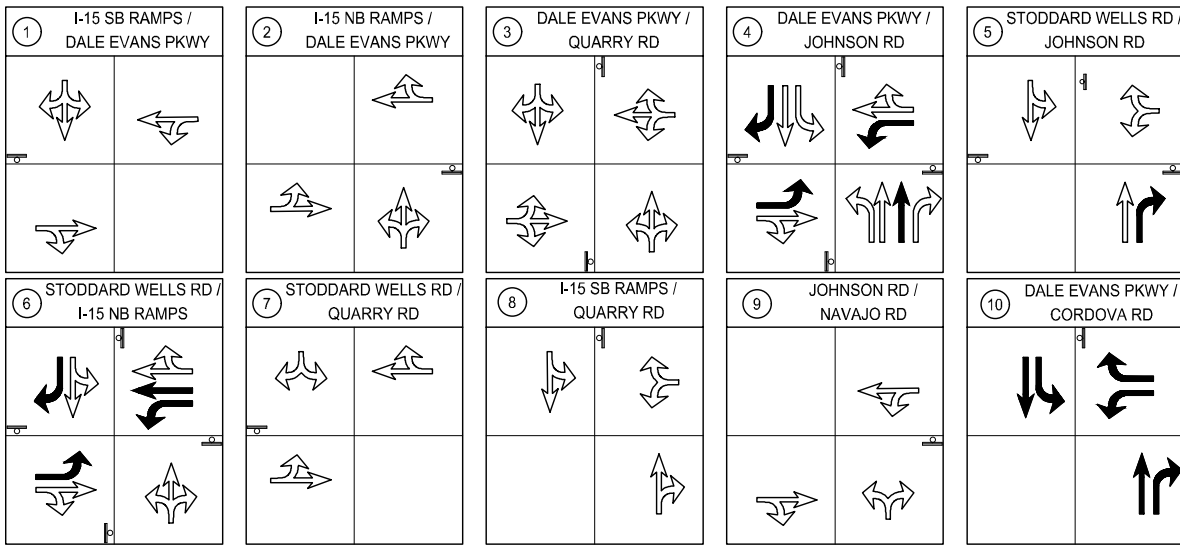 1
I-15 SB RAMPS /
DALE EVANS PKWY
2
I-15 NB RAMPS /
DALE EVANS PKWY
3
DALE EVANS PKWY /
QUARRY RD
4
DALE EVANS PKWY /
JOHNSON RD
5
STODDARD WELLS RD /
JOHNSON RD
6
STODDARD WELLS RD /
I-15 NB RAMPS
7
STODDARD WELLS RD /
QUARRY RD
8
I-15 SB RAMPS /
QUARRY RD
9
JOHNSON RD /
NAVAJO RD
10
DALE EVANS PKWY /
CORDOVA RD